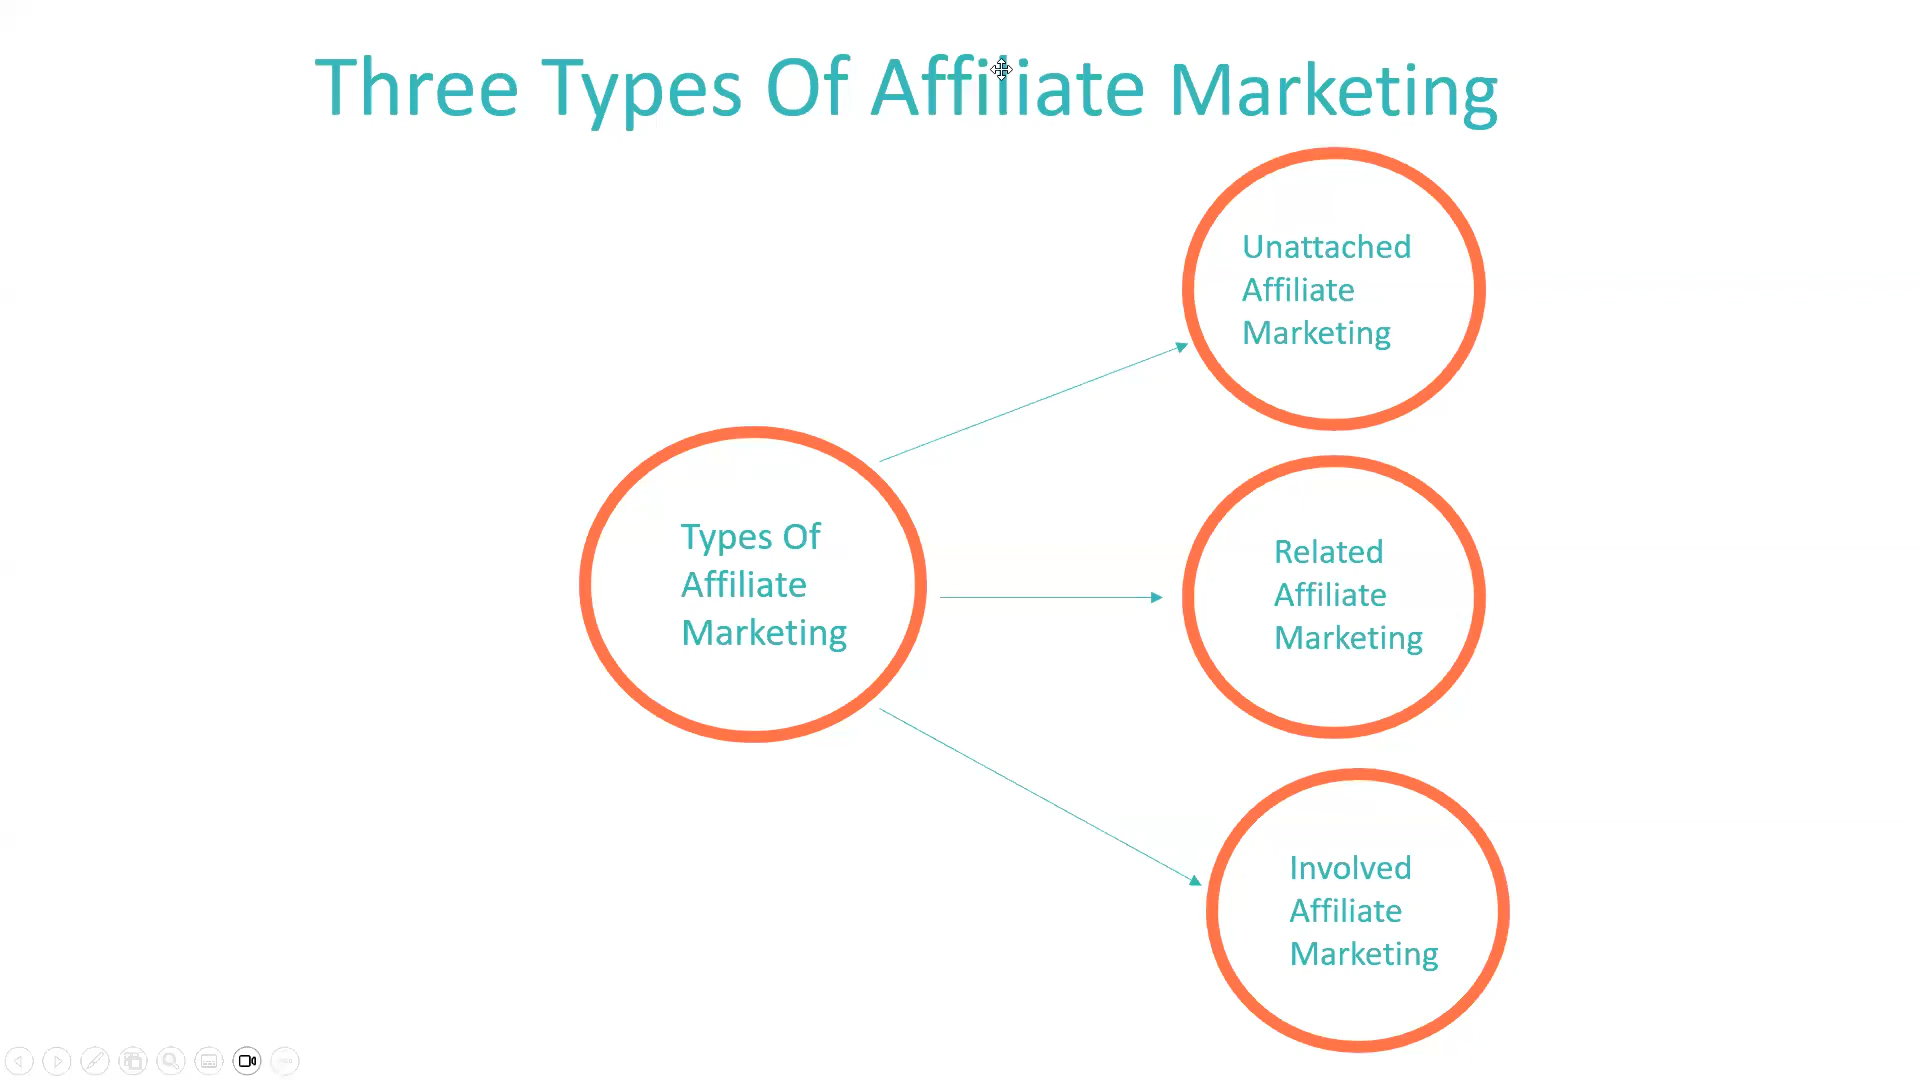 Three Types Of Affiliate Marketing
Unattached
Affiliate
Marketing
Types Of
Affiliate
Marketing
Related
Affiliate
Marketing
Involved
Affiliate
Marketing